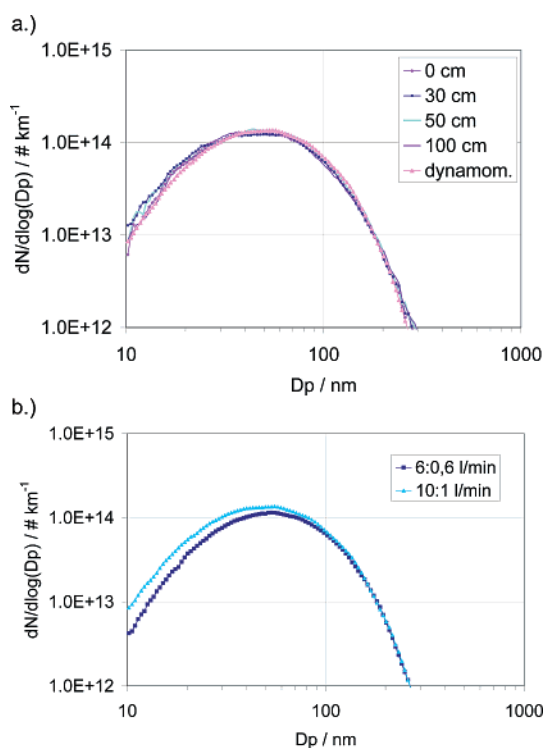 a.)
1.0E+15
1.0E+14
1.0E+13
1.0E+12
dN/dlog(Dp) / # km⁻¹
0 cm
30 cm
50 cm
100 cm
dynamom.
10
100
1000
Dp / nm
b.)
1.0E+15
1.0E+14
1.0E+13
1.0E+12
dN/dlog(Dp) / # km⁻¹
6:0,6 l/min
10:1 l/min
10
100
1000
Dp / nm